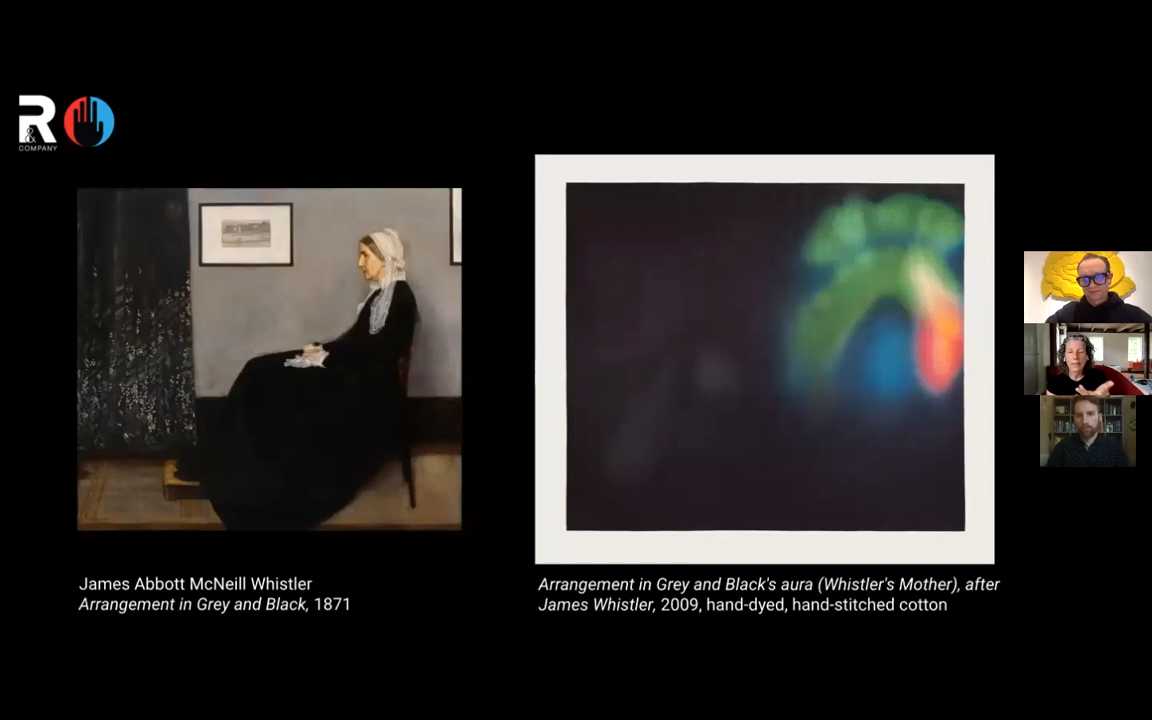 R
&
COMPANY
James Abbott McNeill Whistler
Arrangement in Grey and Black, 1871
Arrangement in Grey and Black's aura (Whistler's Mother), after
James Whistler, 2009, hand-dyed, hand-stitched cotton